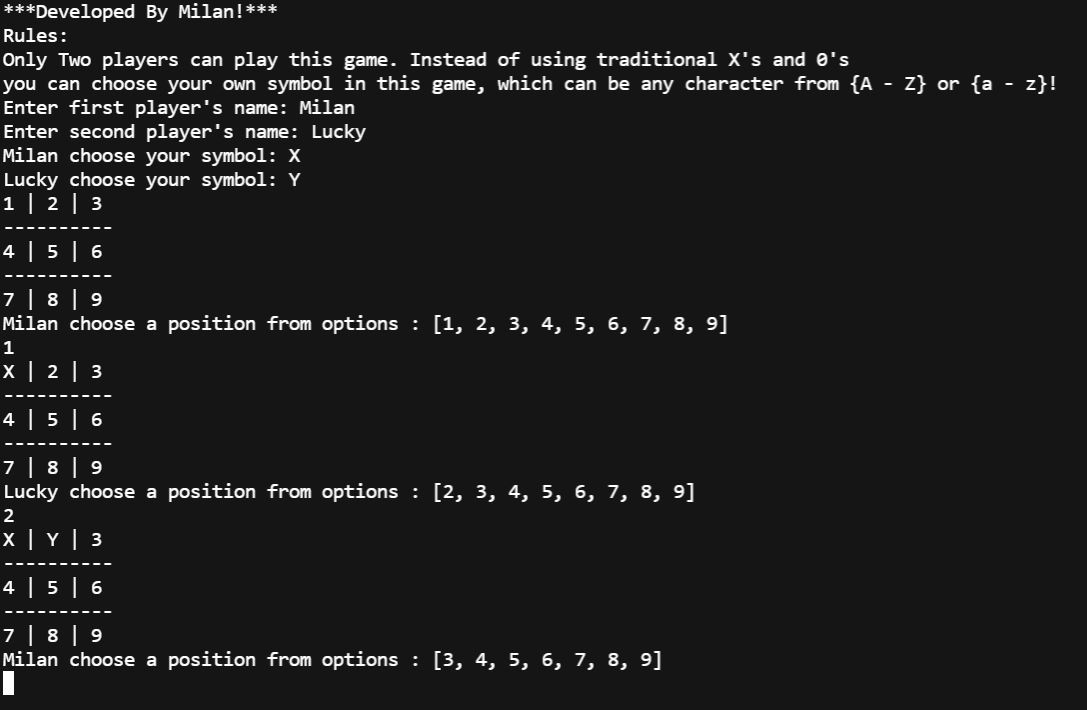 ***Developed By Milan!***
Rules:
Only Two players can play this game. Instead of using traditional X's and 0's
you can choose your own symbol in this game, which can be any character from {A - Z} or {a - z}!
Enter first player's name: Milan
Enter second player's name: Lucky
Milan choose your symbol: X
Lucky choose your symbol: Y
1 | 2 | 3
----------
4 | 5 | 6
----------
7 | 8 | 9
Milan choose a position from options : [1, 2, 3, 4, 5, 6, 7, 8, 9]
1
X | 2 | 3
----------
4 | 5 | 6
----------
7 | 8 | 9
Lucky choose a position from options : [2, 3, 4, 5, 6, 7, 8, 9]
2
X | Y | 3
----------
4 | 5 | 6
----------
7 | 8 | 9
Milan choose a position from options : [3, 4, 5, 6, 7, 8, 9]